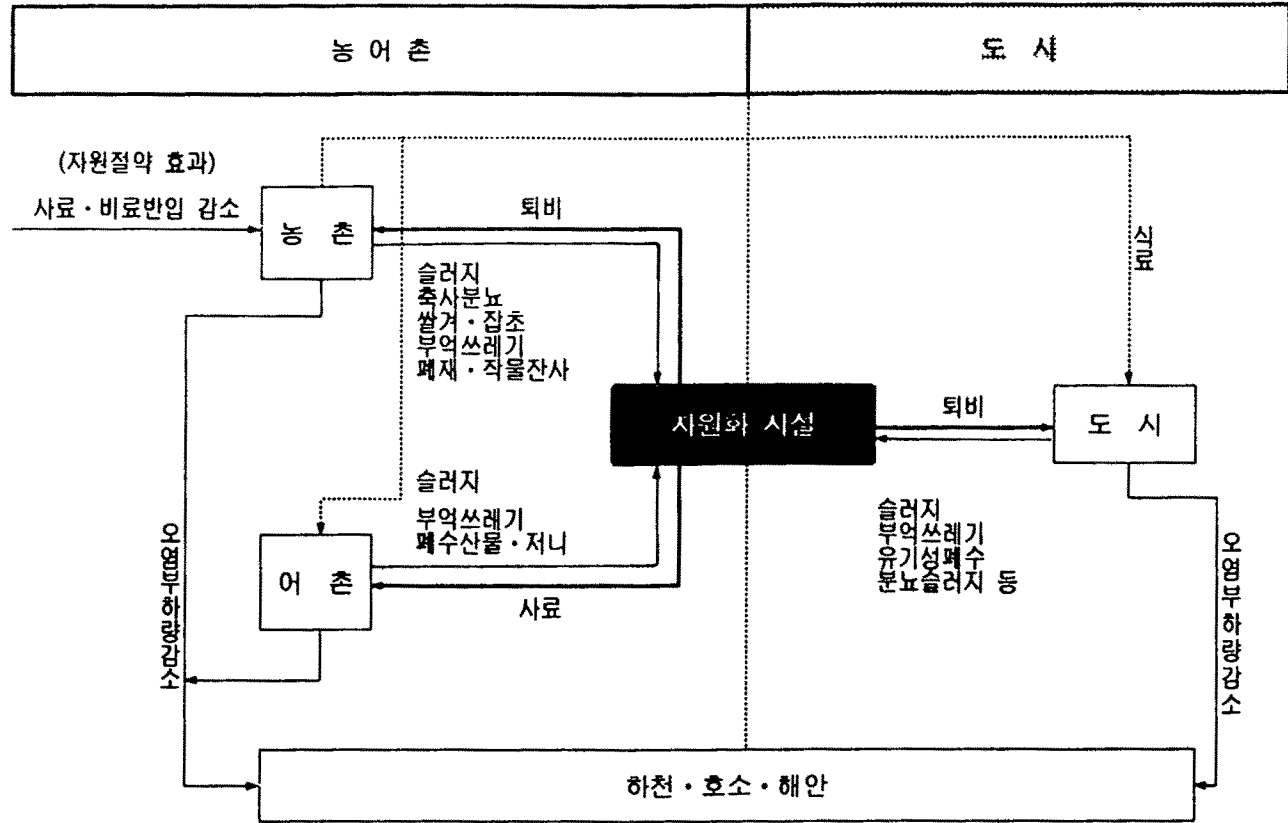 농 어 촌
도 시
(자원절약 효과)
사료·비료반입 감소
농 촌
퇴비
식료
슬러지
축사분뇨
쌀겨·잡초
부엌쓰레기
폐재·작물잔사
자원화 시설
퇴비
도 시
슬러지
부엌쓰레기
폐수산물·저니
어 촌
사료
슬러지
부엌쓰레기
유기성폐수
분뇨슬러지 등
오염부하량감소
오염부하량감소
하천·호소·해안